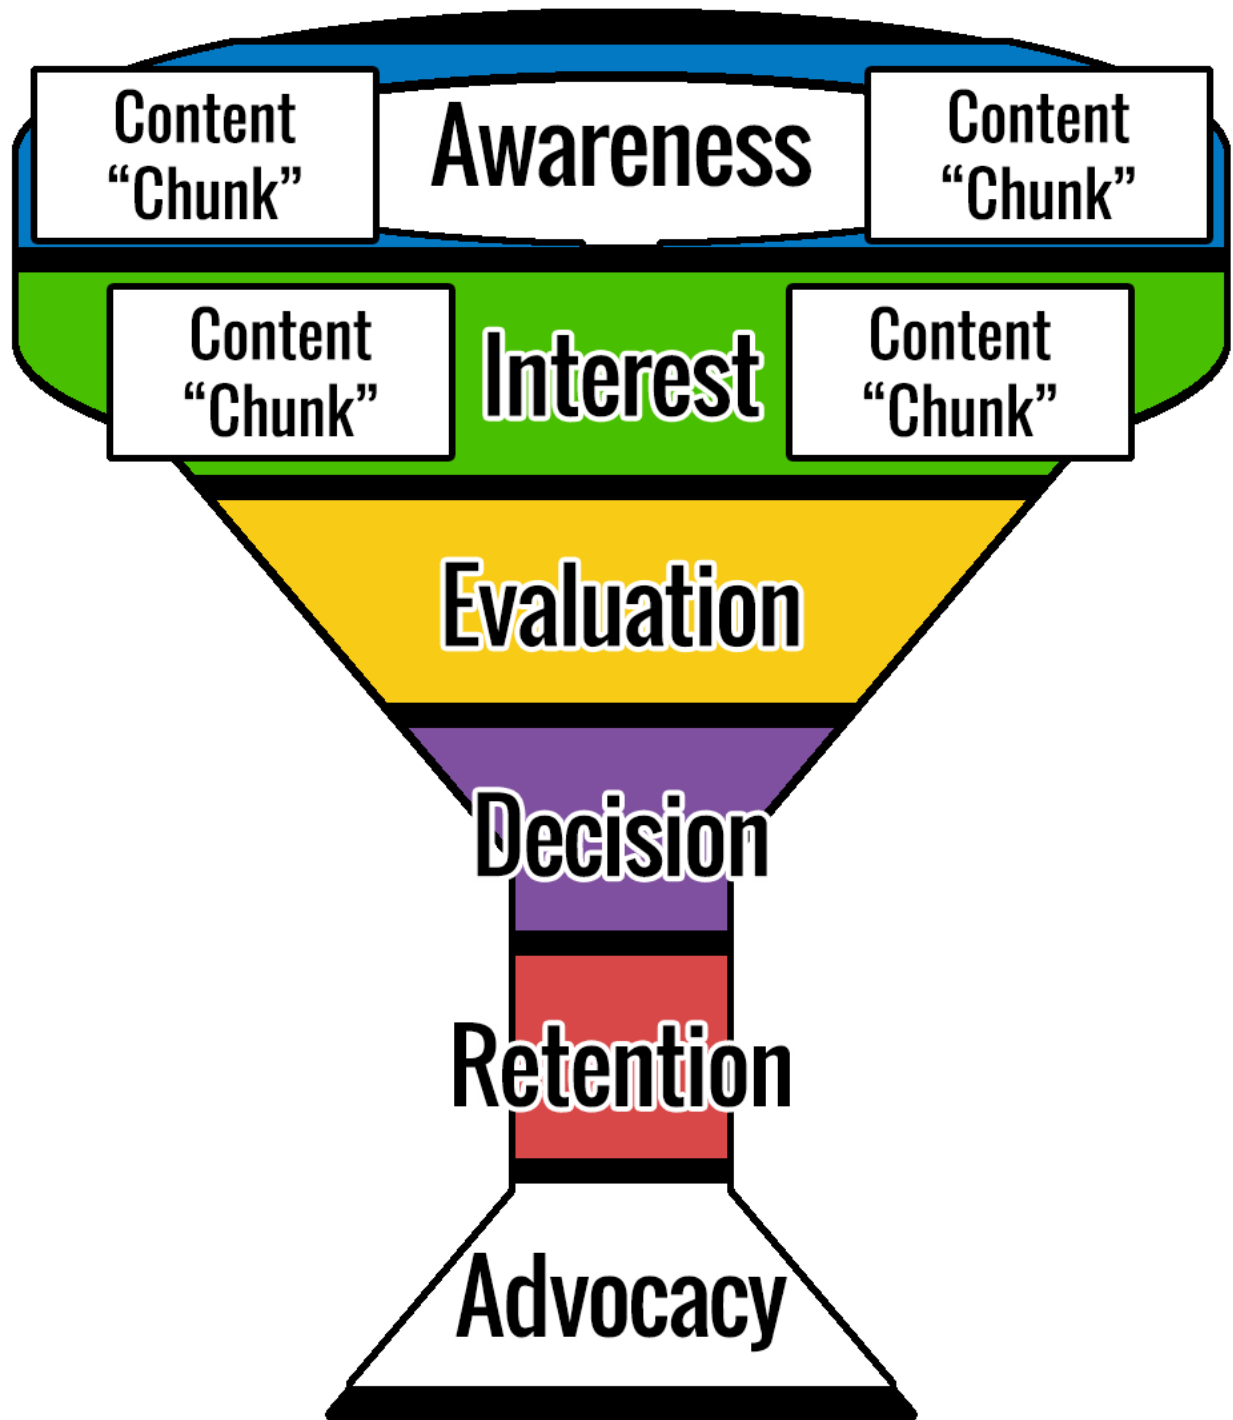 Content
“Chunk”
Awareness
Content
“Chunk”
Content
“Chunk”
Interest
Content
“Chunk”
Evaluation
Decision
Retention
Advocacy